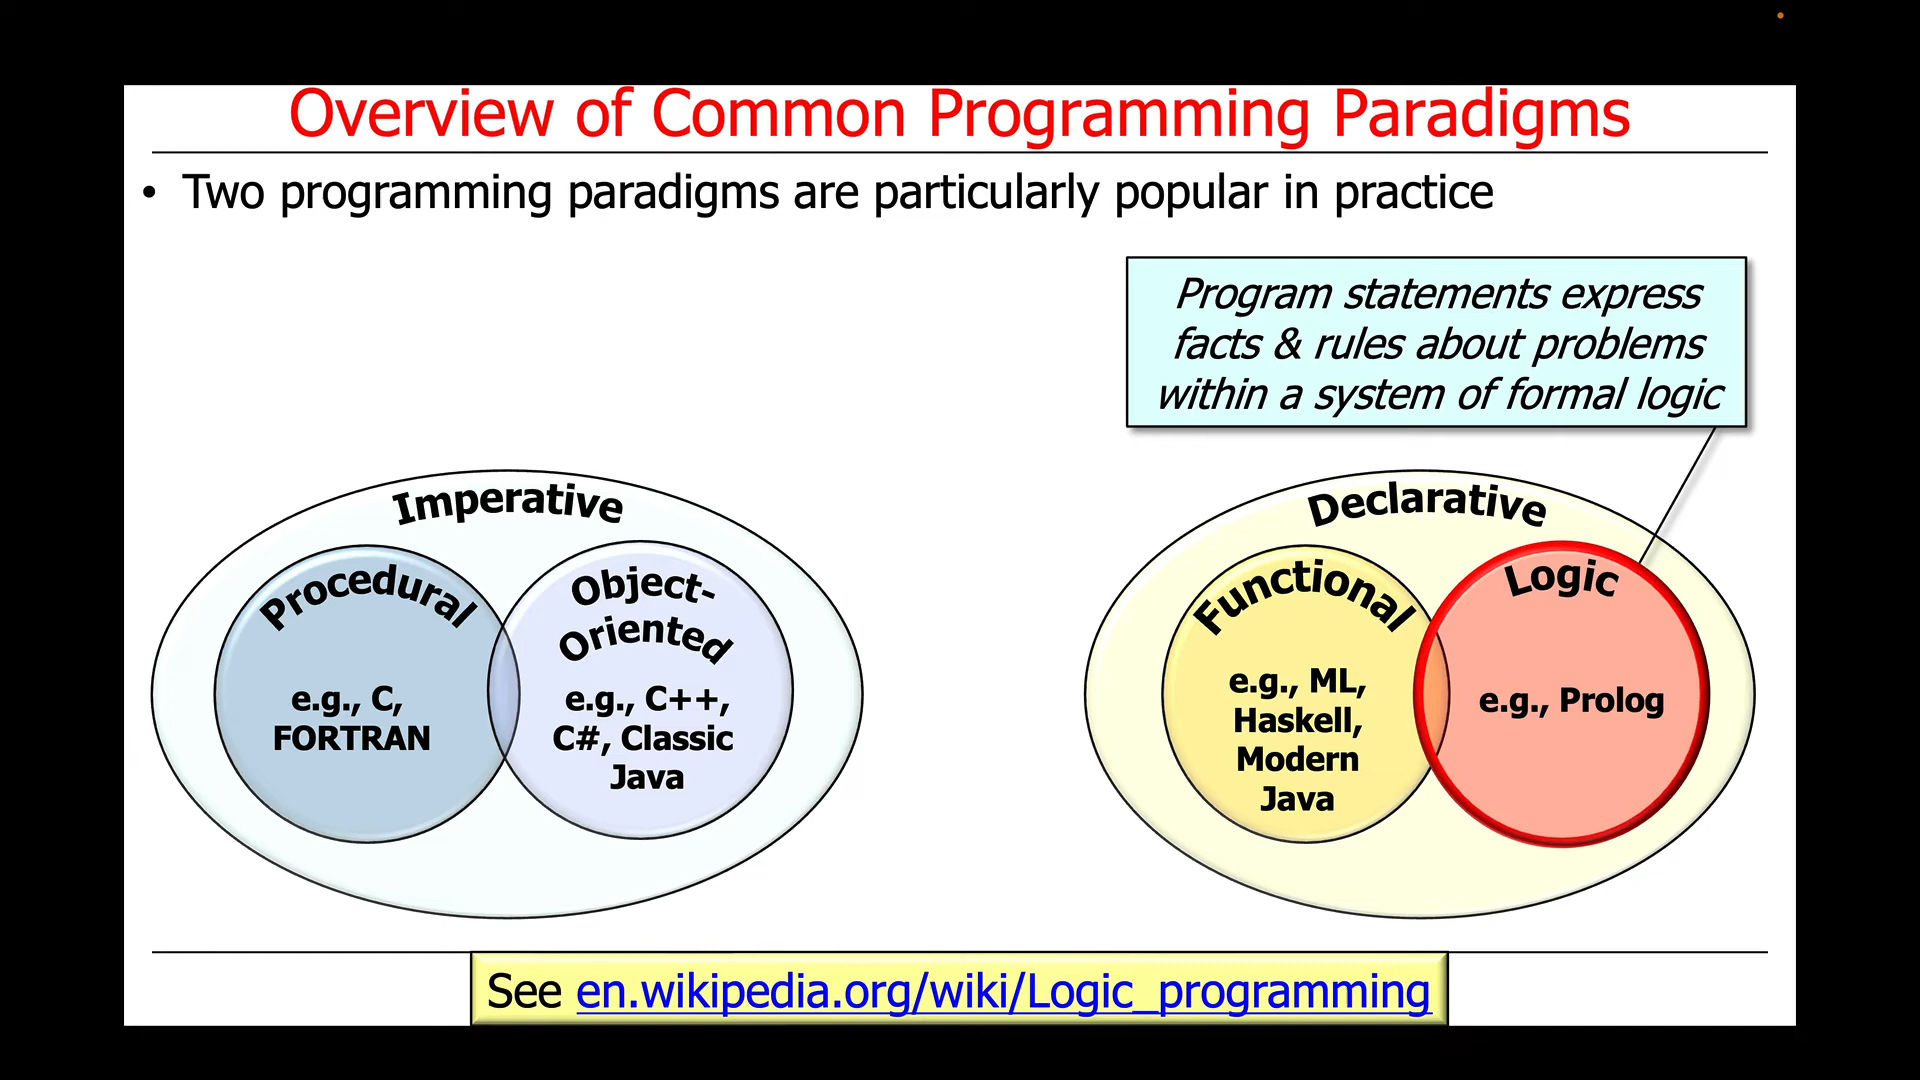 Overview of Common Programming Paradigms
• Two programming paradigms are particularly popular in practice
Program statements express
facts & rules about problems
within a system of formal logic
Imperative
Procedural
e.g., C,
FORTRAN
Object-
Oriented
e.g., C++,
C#, Classic
Java
Declarative
Functional
e.g., ML,
Haskell,
Modern
Java
Logic
e.g., Prolog
See en.wikipedia.org/wiki/Logic_programming